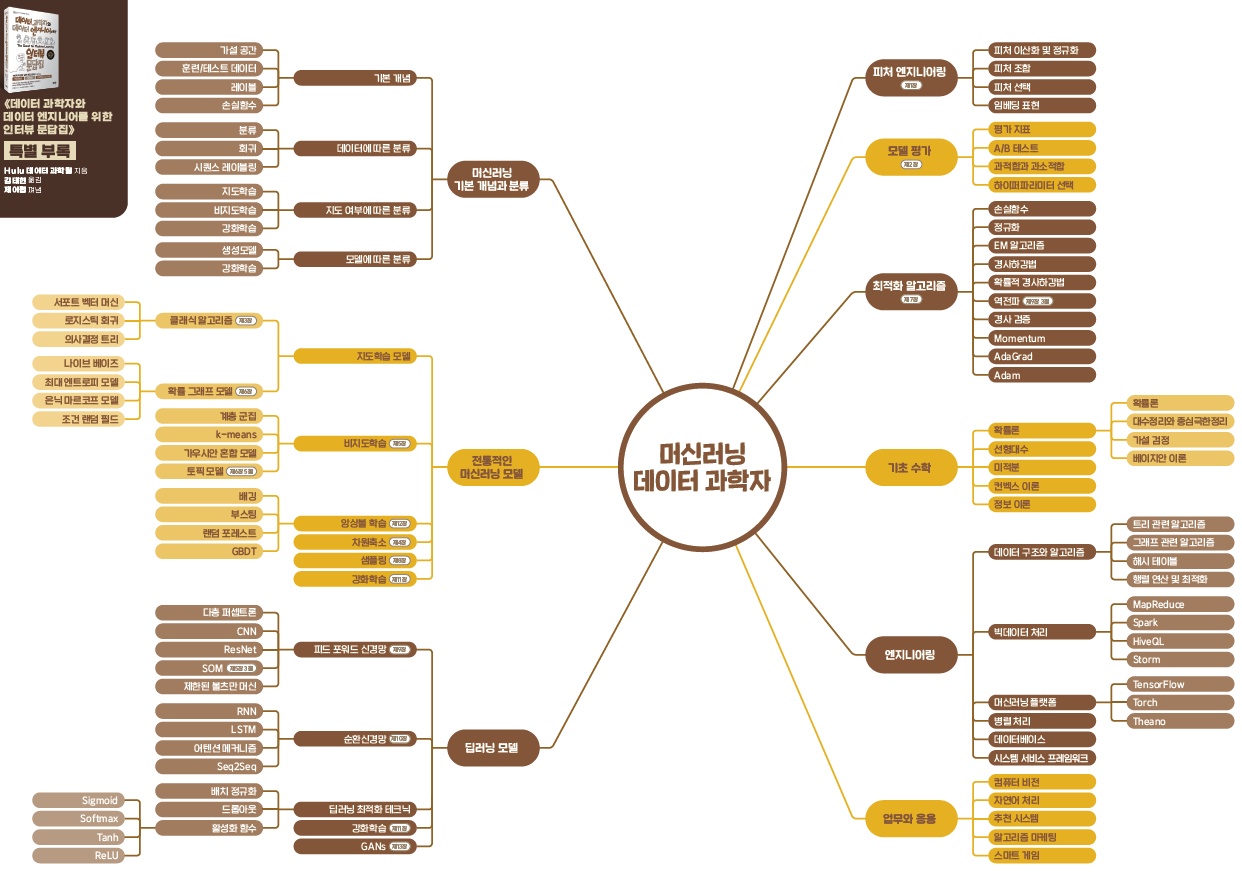 데이터 과학자와
데이터 엔지니어를 위한
인터뷰
문답집
《데이터 과학자와
데이터 엔지니어를 위한
인터뷰 문답집》
특별 부록
Hulu 데이터 과학팀 지음
김태헌 옮김
제이펍 펴냄
머신러닝
데이터 과학자
머신러닝
기본 개념과 분류
기본 개념
가설 공간
훈련/테스트 데이터
레이블
손실함수
데이터에 따른 분류
분류
회귀
시퀀스 레이블링
지도 여부에 따른 분류
지도학습
비지도학습
강화학습
모델에 따른 분류
생성모델
강화학습
전통적인
머신러닝 모델
지도학습 모델
클래식 알고리즘 제3장
서포트 벡터 머신
로지스틱 회귀
의사결정 트리
확률 그래프 모델 제6장
나이브 베이즈
최대 엔트로피 모델
은닉 마르코프 모델
조건 랜덤 필드
비지도학습 제5장
계층 군집
k-means
가우시안 혼합 모델
토픽 모델 제6장 5절
앙상블 학습 제12장
배깅
부스팅
랜덤 포레스트
GBDT
차원축소 제4장
샘플링 제8장
강화학습 제11장
딥러닝 모델
피드 포워드 신경망 제9장
다층 퍼셉트론
CNN
ResNet
SOM 제5장 3절
제한된 볼츠만 머신
순환신경망 제10장
RNN
LSTM
어텐션 메커니즘
Seq2Seq
딥러닝 최적화 테크닉
배치 정규화
드롭아웃
활성화 함수
Sigmoid
Softmax
Tanh
ReLU
강화학습 제11장
GANs 제13장
피처 엔지니어링
제1장
피처 이산화 및 정규화
피처 조합
피처 선택
임베딩 표현
모델 평가
제2장
평가 지표
A/B 테스트
과적합과 과소적합
하이퍼파라미터 선택
최적화 알고리즘
제 7장
손실함수
정규화
EM 알고리즘
경사하강법
확률적 경사하강법
역전파 제9장 3절
경사 검증
Momentum
AdaGrad
Adam
기초 수학
확률론
확률론
대수정리와 중심극한정리
가설 검정
베이지안 이론
선형대수
미적분
컨벡스 이론
정보 이론
엔지니어링
데이터 구조와 알고리즘
트리 관련 알고리즘
그래프 관련 알고리즘
해시 테이블
행렬 연산 및 최적화
빅데이터 처리
MapReduce
Spark
HiveQL
Storm
머신러닝 플랫폼
TensorFlow
Torch
Theano
병렬 처리
데이터베이스
시스템 서비스 프레임워크
업무와 응용
컴퓨터 비전
자연어 처리
추천 시스템
알고리즘 마케팅
스마트 게임